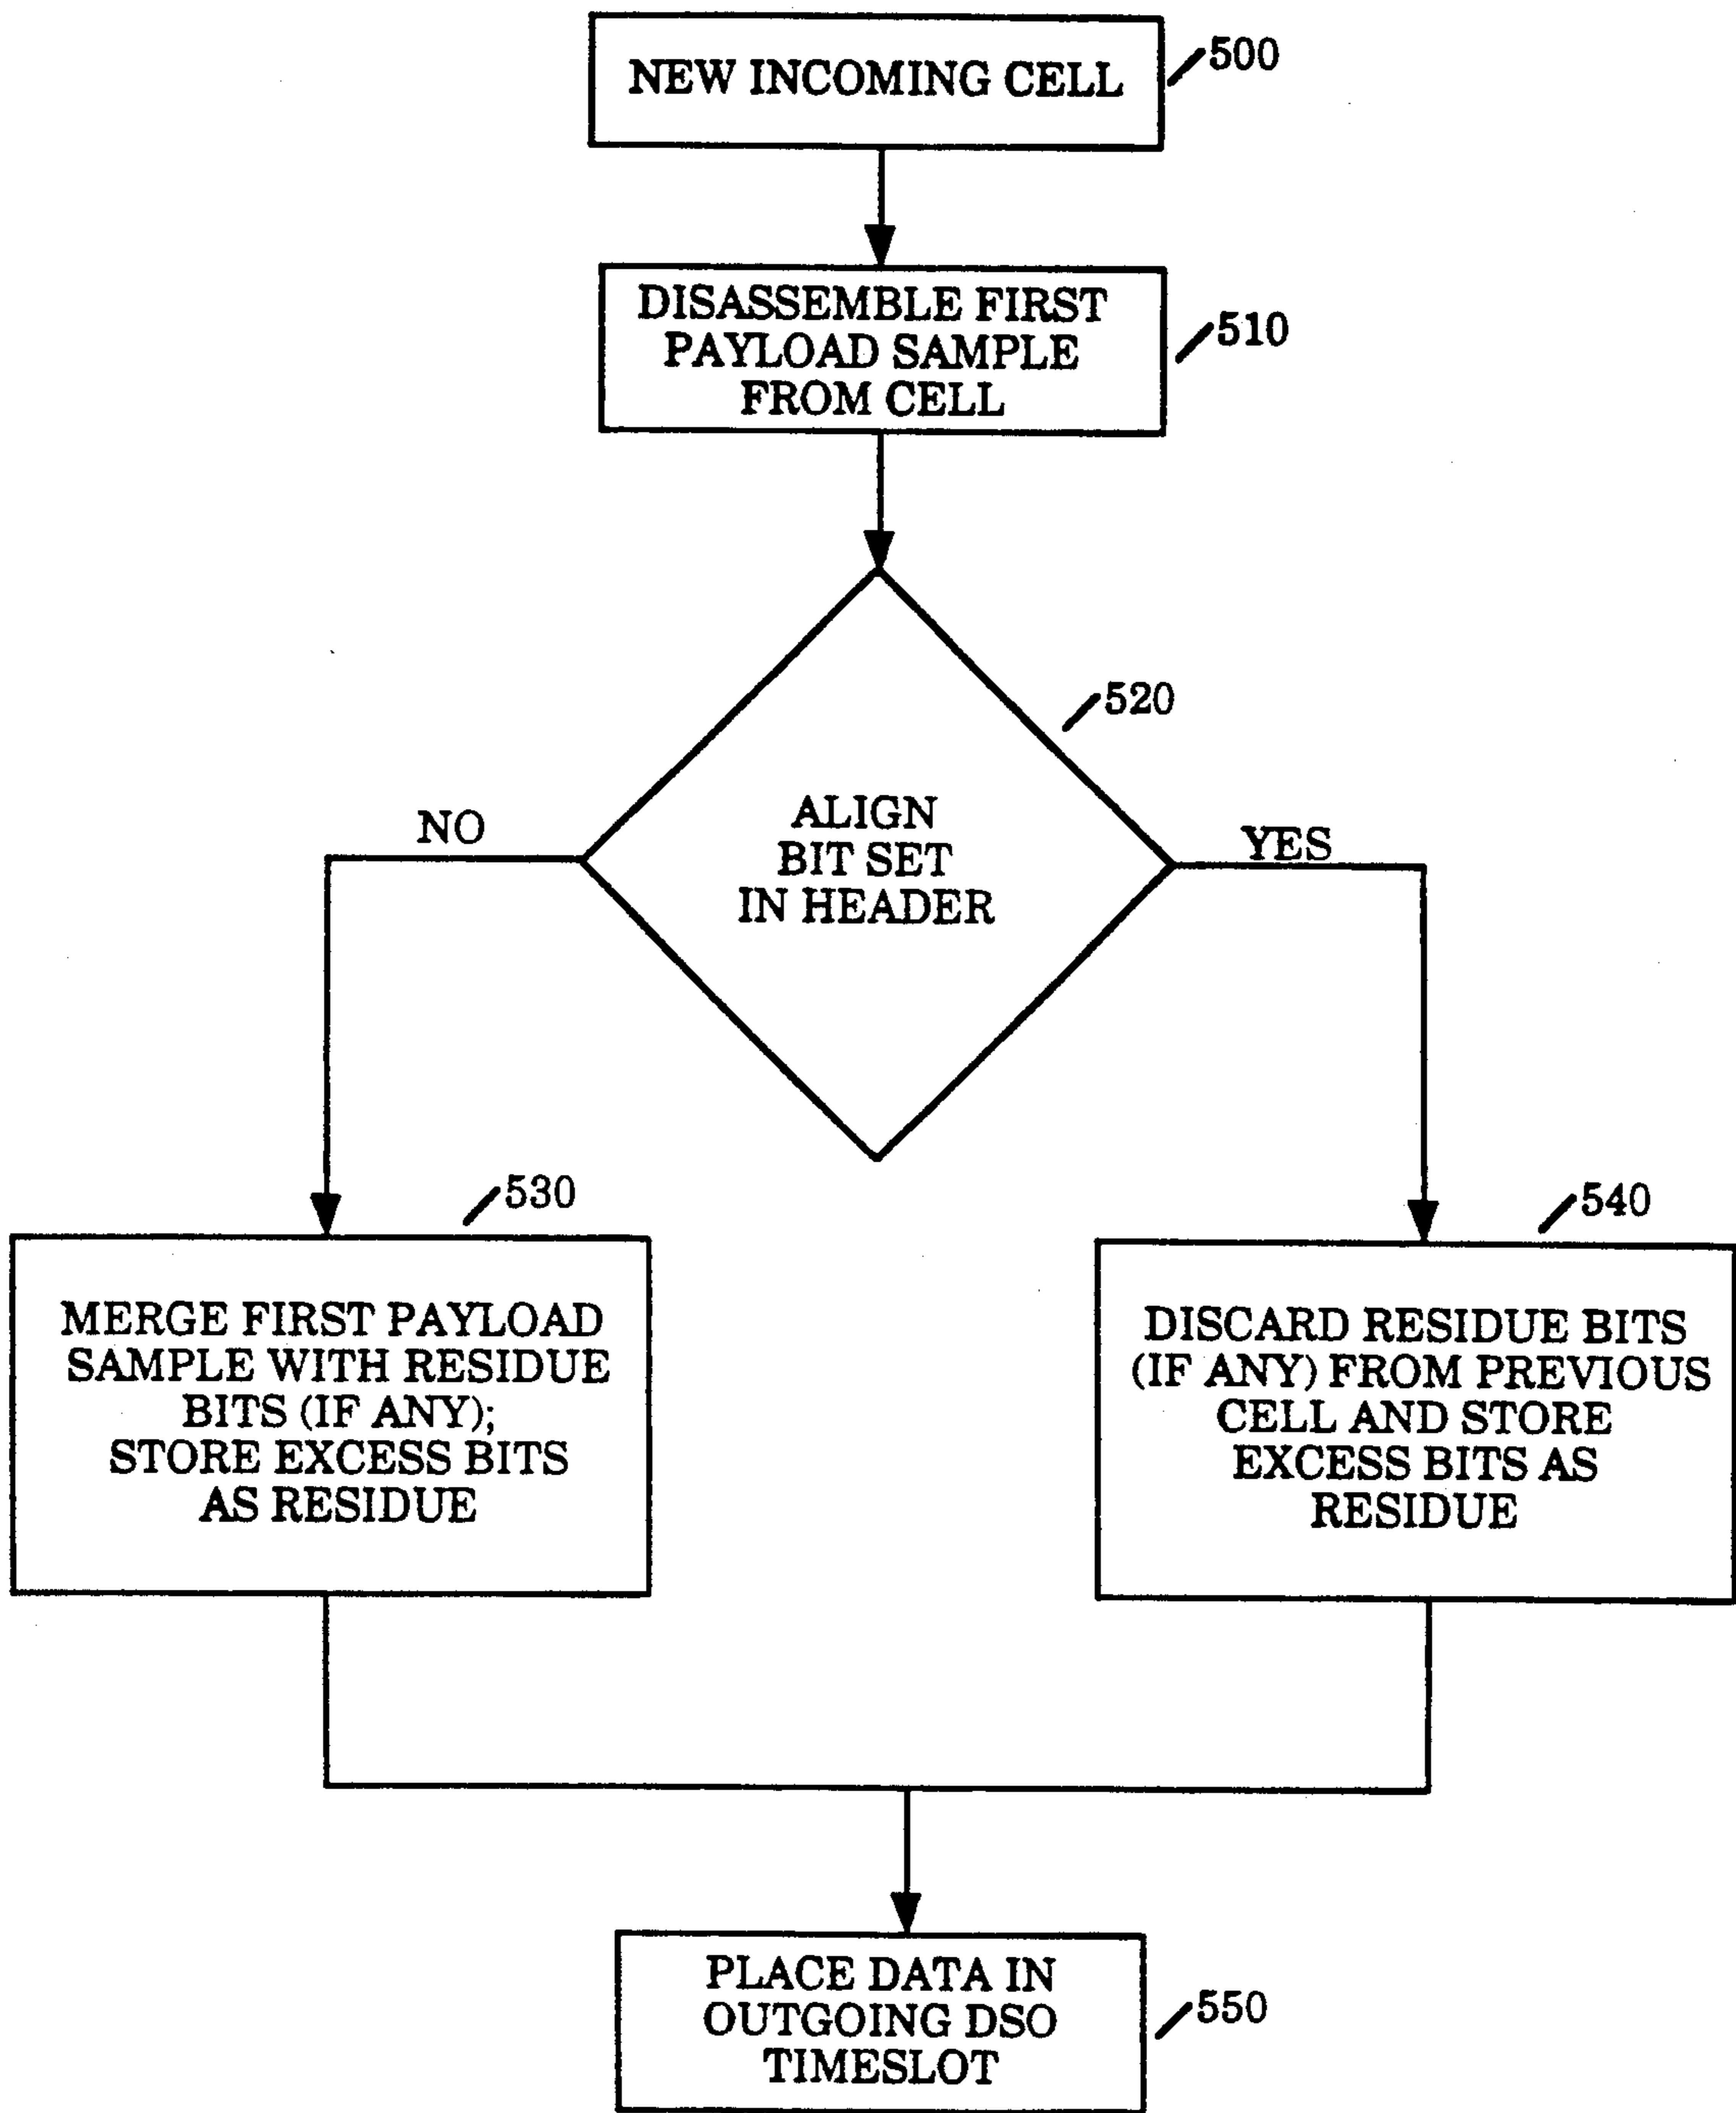 NEW INCOMING CELL
500
DISASSEMBLE FIRST
PAYLOAD SAMPLE
FROM CELL
510
520
ALIGN
BIT SET
IN HEADER
NO
YES
530
MERGE FIRST PAYLOAD
SAMPLE WITH RESIDUE
BITS (IF ANY);
STORE EXCESS BITS
AS RESIDUE
540
DISCARD RESIDUE BITS
(IF ANY) FROM PREVIOUS
CELL AND STORE
EXCESS BITS AS
RESIDUE
PLACE DATA IN
OUTGOING DSO
TIMESLOT
550